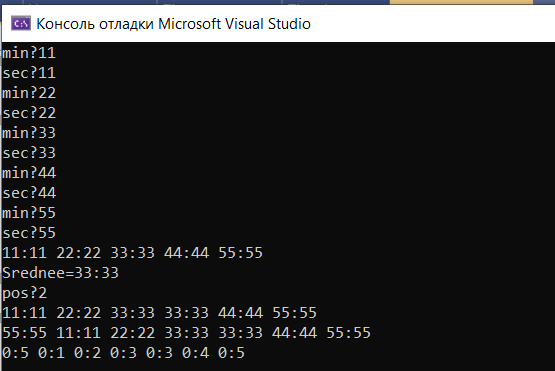 C:\ Консоль отладки Microsoft Visual Studio
min?11
sec?11
min?22
sec?22
min?33
sec?33
min?44
sec?44
min?55
sec?55
11:11 22:22 33:33 44:44 55:55
Srednee=33:33
pos?2
11:11 22:22 33:33 33:33 44:44 55:55
55:55 11:11 22:22 33:33 33:33 44:44 55:55
0:5 0:1 0:2 0:3 0:3 0:4 0:5